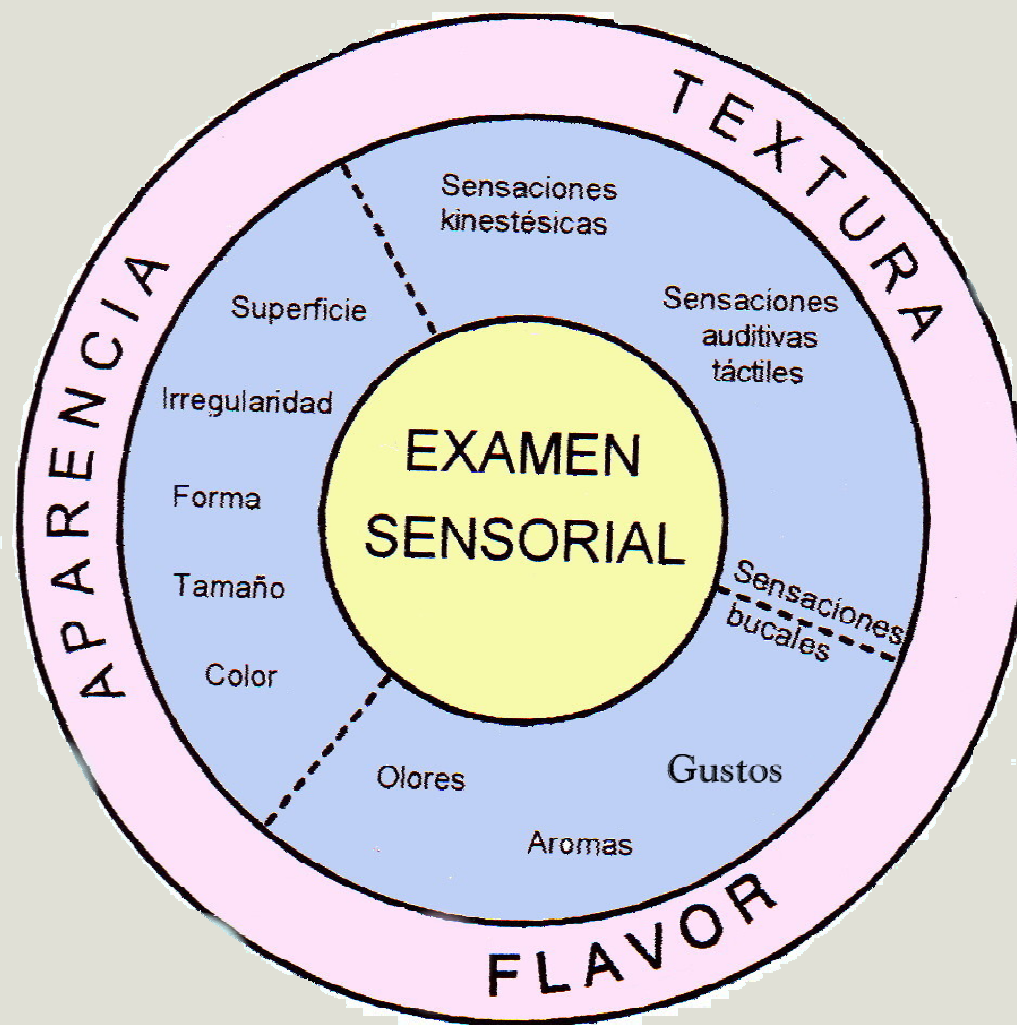 TEXTURA
Sensaciones
kinestésicas
Sensaciones
auditivas
táctiles
APARENCIA
Superficie
Irregularidad
Forma
Tamaño
Color
EXAMEN
SENSORIAL
Sensaciones
bucales
Gustos
Olores
Aromas
FLAVOR